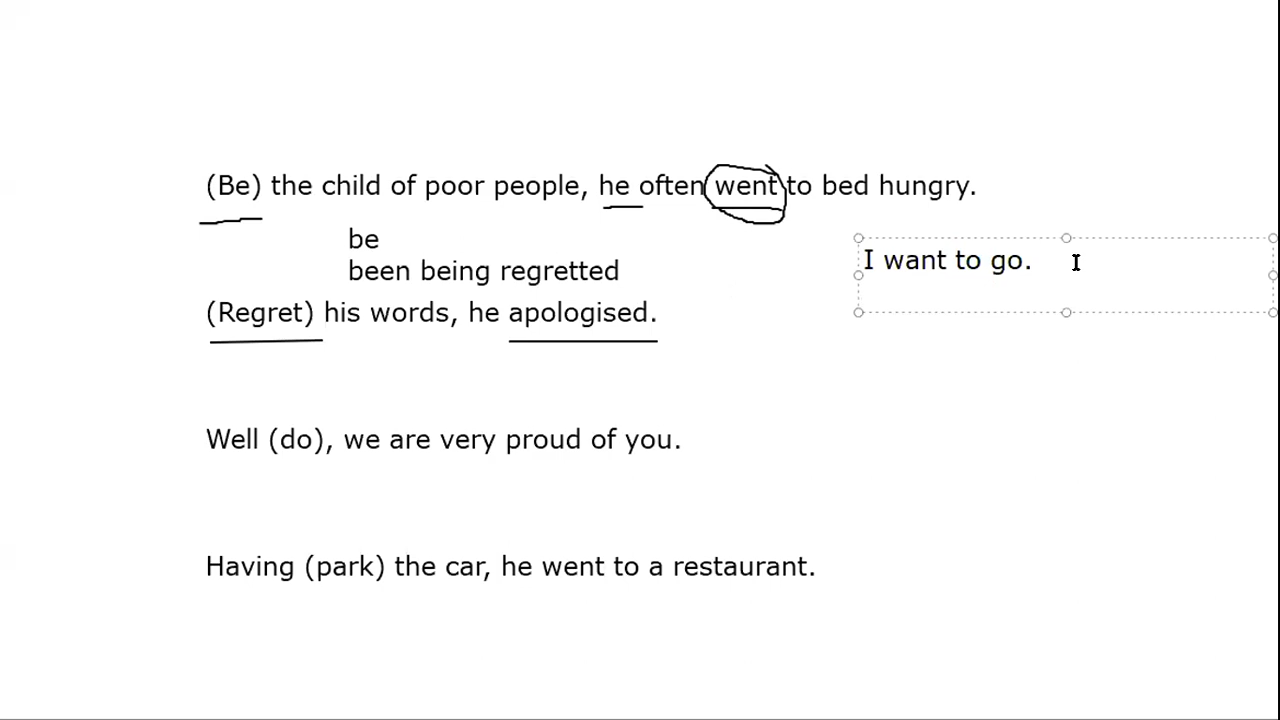 (Be) the child of poor people, he often went to bed hungry.
be
been being regretted
I want to go.
(Regret) his words, he apologised.
Well (do), we are very proud of you.
Having (park) the car, he went to a restaurant.